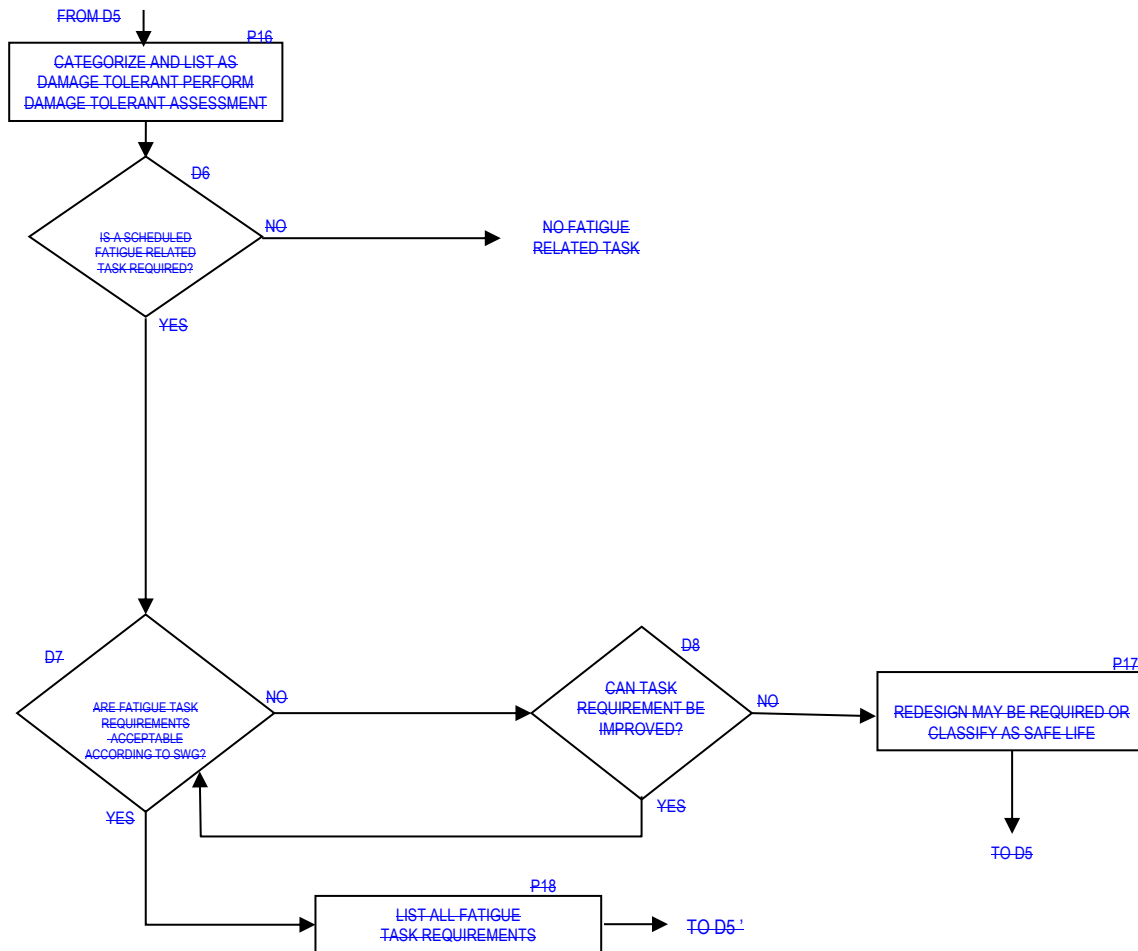 FROM D5
P16
CATEGORIZE AND LIST AS
DAMAGE TOLERANT PERFORM
DAMAGE TOLERANT ASSESSMENT
D6
IS A SCHEDULED
FATIGUE RELATED
TASK REQUIRED?
NO
NO FATIGUE
RELATED TASK
YES
D7
ARE FATIGUE TASK
REQUIREMENTS
ACCEPTABLE
ACCORDING TO SWG?
NO
D8
CAN TASK
REQUIREMENT BE
IMPROVED?
NO
P17
REDESIGN MAY BE REQUIRED OR
CLASSIFY AS SAFE LIFE
YES
YES
TO D5
P18
LIST ALL FATIGUE
TASK REQUIREMENTS
TO D5 '